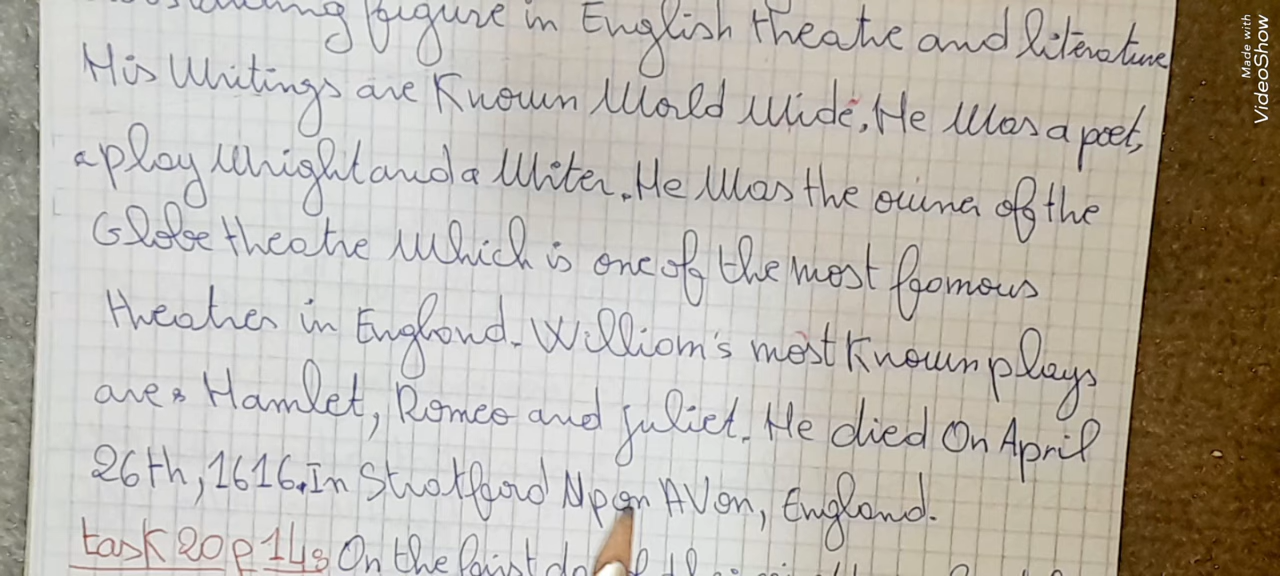 figure in English theatre and literature
His Writings are Known World Wide, He Was a poet,
a play Whright and a Writer. He Was the owner of the
Globe theatre Which is one of the most famous
theatres in England. William's most Known plays
are: Hamlet, Romeo and juliet. He died On April
26th, 1616. In Stratford Upon AVon, England.
task 20 p 148 On the
Made with
VideoShow